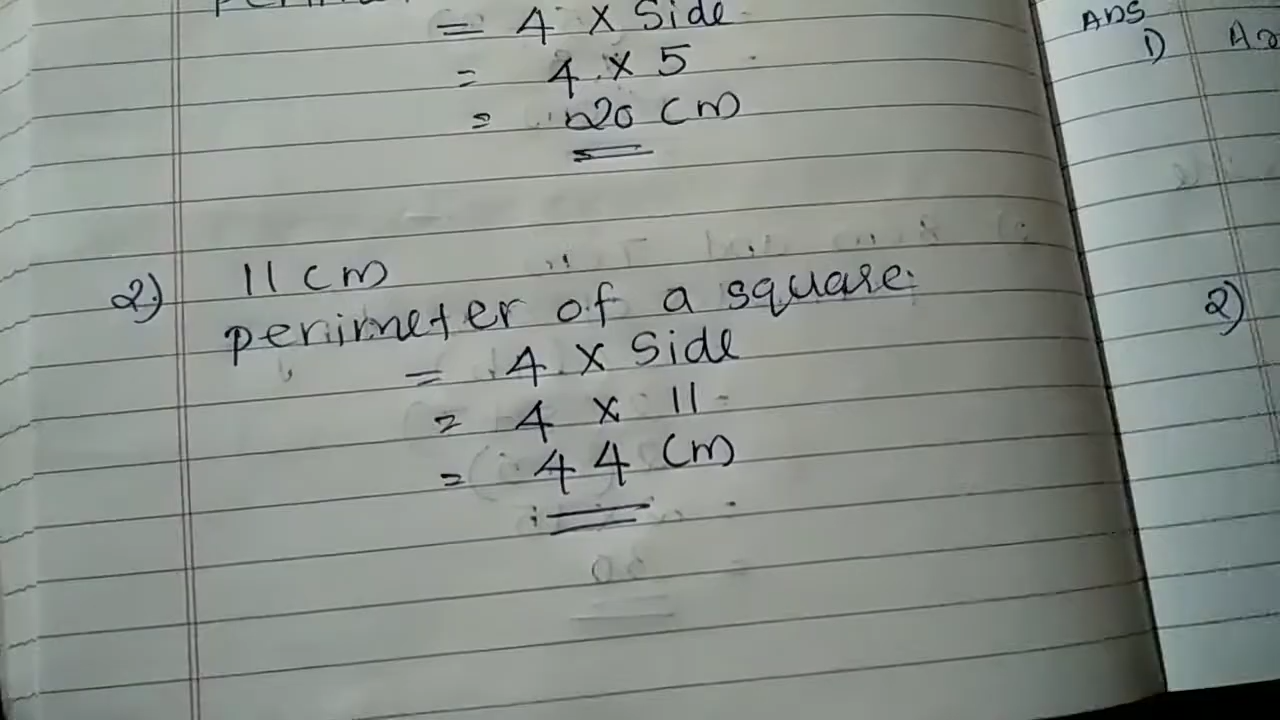 = 4 x Side
= 4 x 5
= 20 cm
2) 11 cm
perimeter of a square
= 4 x Side
= 4 x 11
= 44 cm
Ans
1)
2)